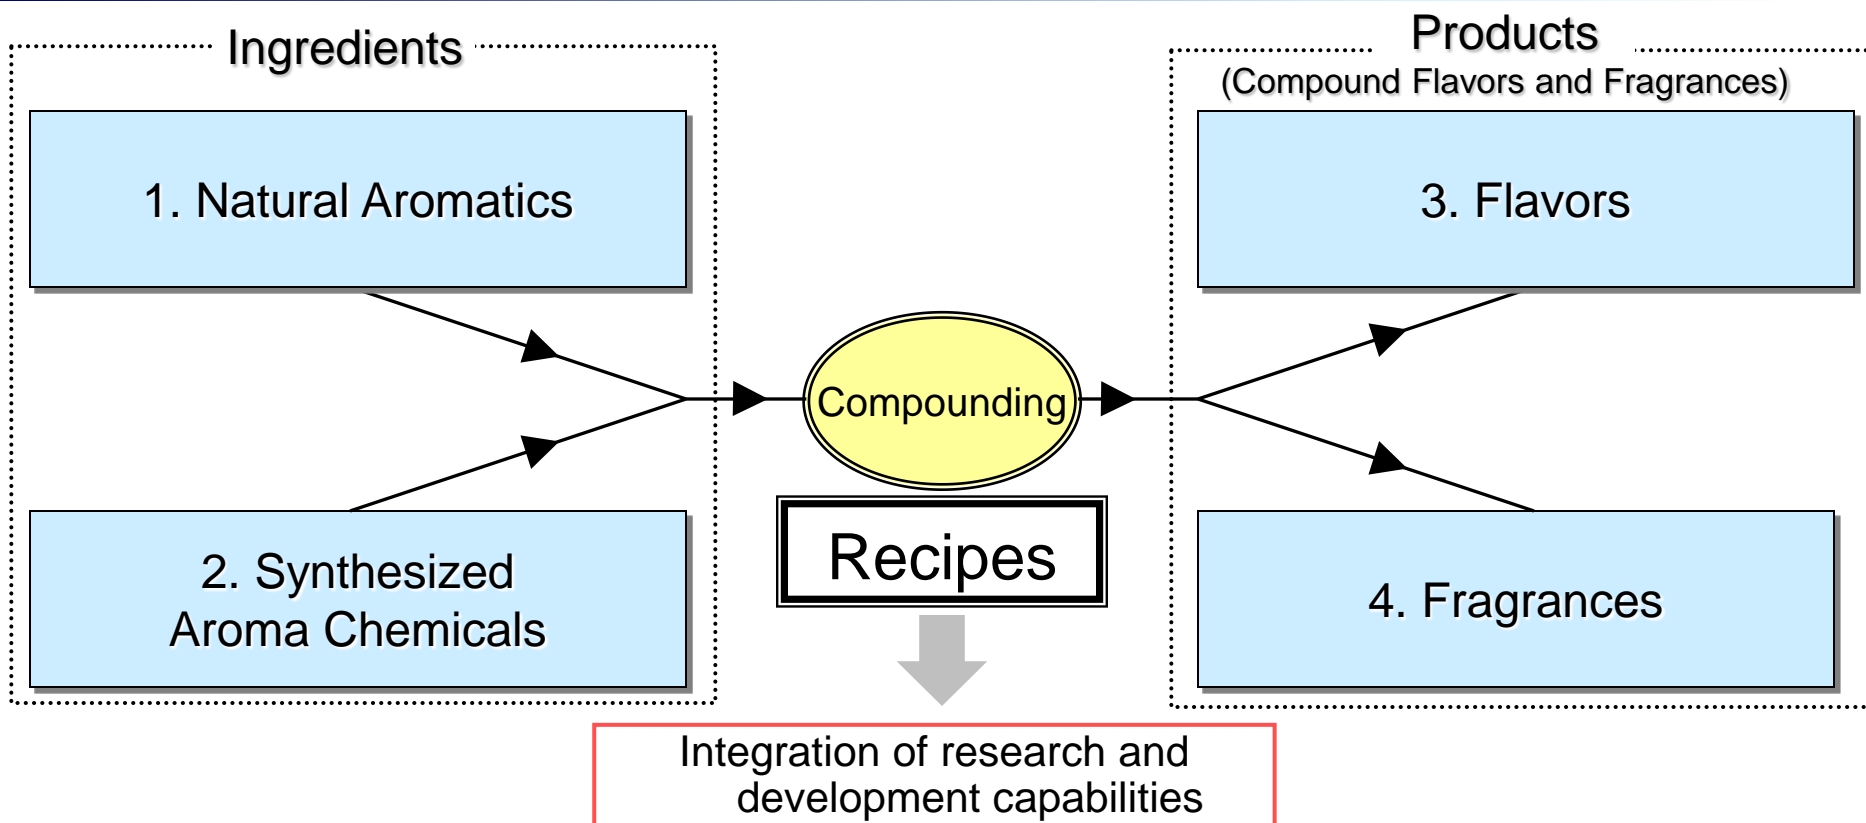 Ingredients
1. Natural Aromatics
2. Synthesized
Aroma Chemicals
Compounding
Recipes
Integration of research and
development capabilities
Products
(Compound Flavors and Fragrances)
3. Flavors
4. Fragrances